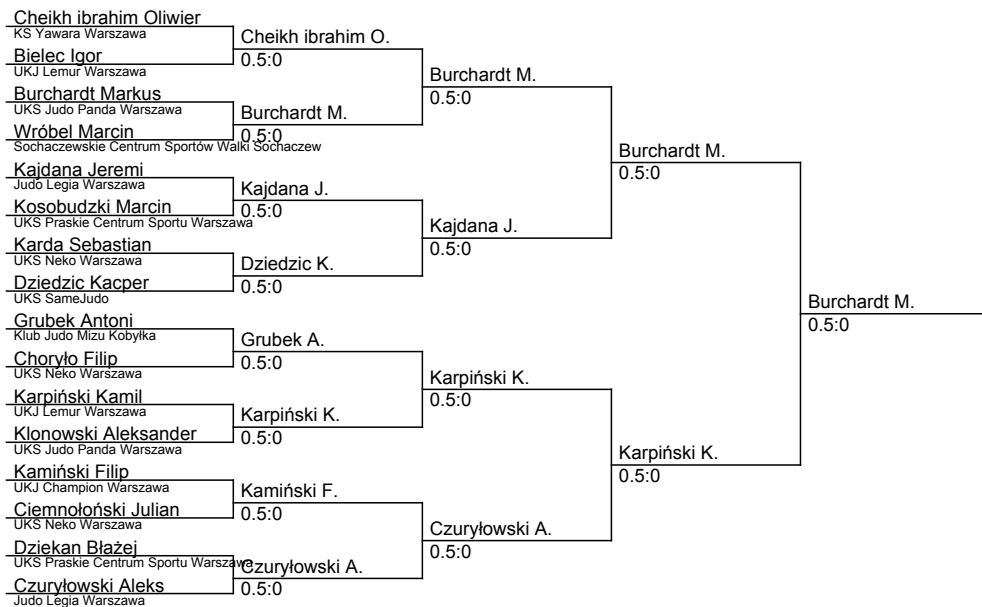 Cheikh ibrahim Oliwier
KS Yawara Warszawa
Bielec Igor
UKJ Lemur Warszawa
Burchardt Markus
UKS Judo Panda Warszawa
Wróbel Marcin
Sochaczewskie Centrum Sportów Walki Sochaczew
Kajdana Jeremi
Judo Legia Warszawa
Kosobudzki Marcin
UKS Praskie Centrum Sportu Warszawa
Karda Sebastian
UKS Neko Warszawa
Dziedzic Kacper
UKS SameJudo
Grubek Antoni
Klub Judo Mizu Kobyłka
Choryło Filip
UKS Neko Warszawa
Karpiński Kamil
UKJ Lemur Warszawa
Klonowski Aleksander
UKS Judo Panda Warszawa
Kamiński Filip
UKJ Champion Warszawa
Ciemnołoński Julian
UKS Neko Warszawa
Dziekan Błażej
UKS Praskie Centrum Sportu Warszawa
Czuryłowski Aleks
Judo Legia Warszawa
Cheikh ibrahim O.
0.5:0
Burchardt M.
0.5:0
Kajdana J.
0.5:0
Dziedzic K.
0.5:0
Grubek A.
0.5:0
Karpiński K.
0.5:0
Kamiński F.
0.5:0
Czuryłowski A.
0.5:0
Burchardt M.
0.5:0
Kajdana J.
0.5:0
Karpiński K.
0.5:0
Czuryłowski A.
0.5:0
Burchardt M.
0.5:0
Karpiński K.
0.5:0
Burchardt M.
0.5:0